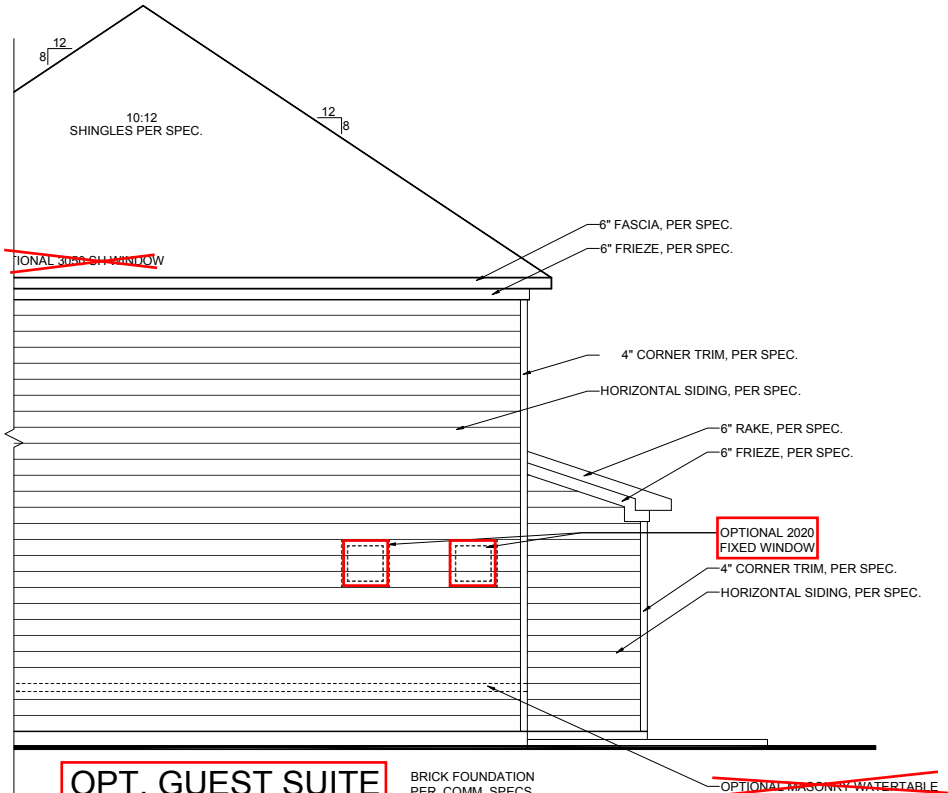 12
8
10:12
SHINGLES PER SPEC.
12
8
6" FASCIA, PER SPEC.
6" FRIEZE, PER SPEC.
TIONAL 3050 SH WINDOW
4" CORNER TRIM, PER SPEC.
HORIZONTAL SIDING, PER SPEC.
6" RAKE, PER SPEC.
6" FRIEZE, PER SPEC.
OPTIONAL 2020
FIXED WINDOW
4" CORNER TRIM, PER SPEC.
HORIZONTAL SIDING, PER SPEC.
OPT. GUEST SUITE
BRICK FOUNDATION
PER. COMM. SPECS
OPTIONAL MASONRY WATERTABLE